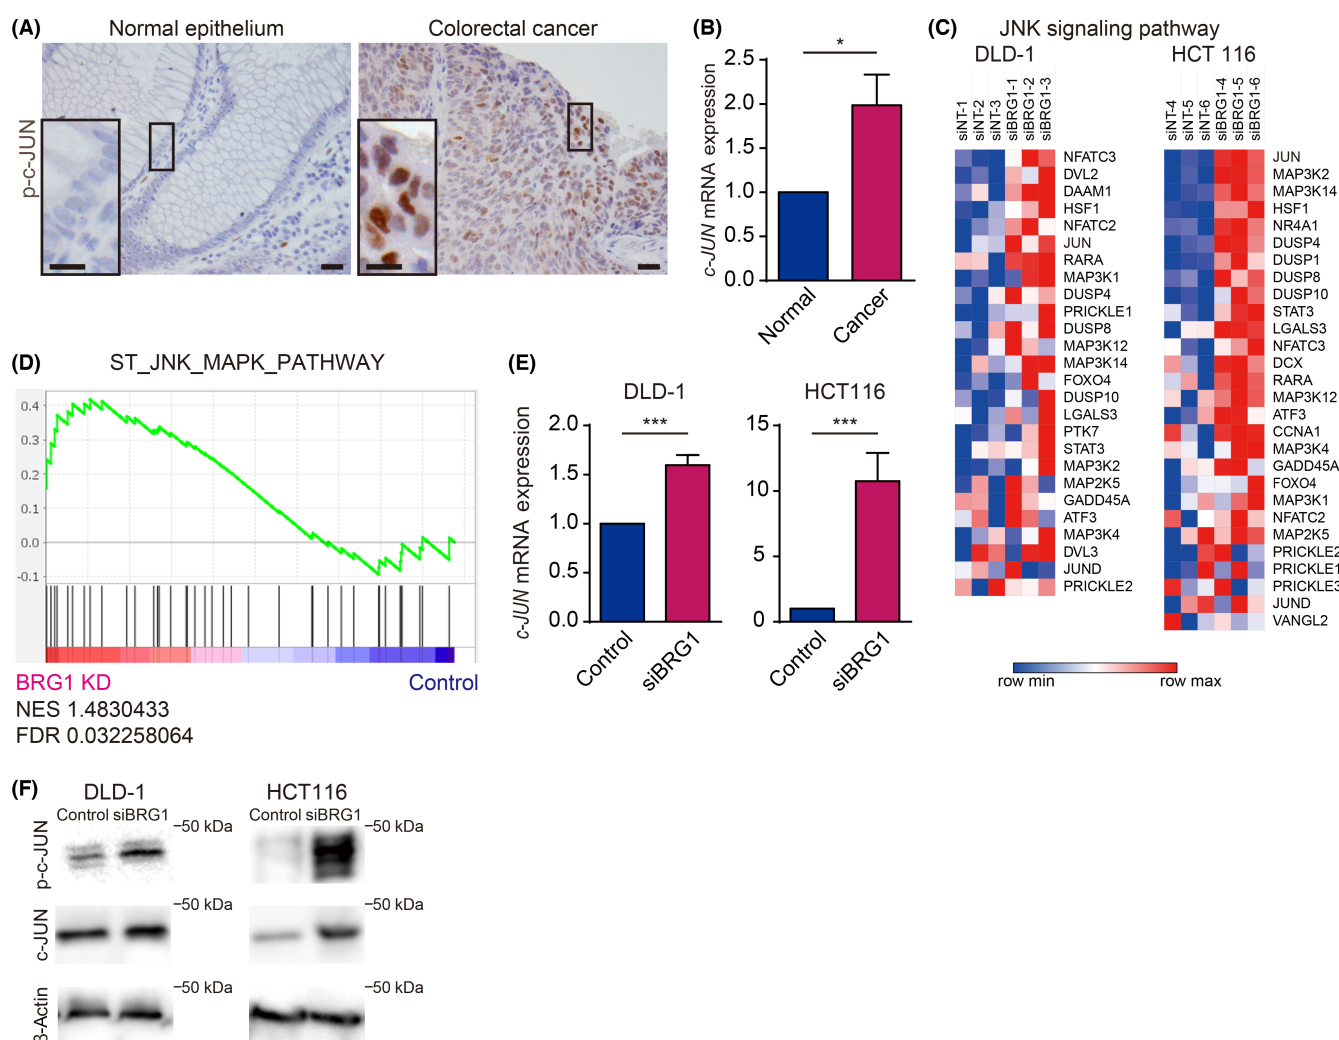 (A)
Normal epithelium
Colorectal cancer
p-c-JUN
(B)
c-JUN mRNA expression
2.5
2.0
1.5
1.0
0.5
0.0
*
Normal
Cancer
(C)
JNK signaling pathway
DLD-1
siNT-1
siNT-2
siNT-3
siBRG1-1
siBRG1-2
siBRG1-3
NFATC3
DVL2
DAAM1
HSF1
NFATC2
JUN
RARA
MAP3K1
DUSP4
PRICKLE1
DUSP8
MAP3K12
MAP3K14
FOXO4
DUSP10
LGALS3
PTK7
STAT3
MAP3K2
MAP2K5
GADD45A
ATF3
MAP3K4
DVL3
JUND
PRICKLE2
HCT 116
siNT-4
siNT-5
siNT-6
siBRG1-4
siBRG1-5
siBRG1-6
JUN
MAP3K2
MAP3K14
HSF1
NR4A1
DUSP4
DUSP1
DUSP8
DUSP10
STAT3
LGALS3
NFATC3
DCX
RARA
MAP3K12
ATF3
CCNA1
MAP3K4
GADD45A
FOXO4
MAP3K1
NFATC2
MAP2K5
PRICKLE2
PRICKLE1
PRICKLE3
JUND
VANGL2
row min
row max
(D)
ST_JNK_MAPK_PATHWAY
0.4
0.3
0.2
0.1
0.0
-0.1
BRG1 KD
Control
NES 1.4830433
FDR 0.032258064
(E)
c-JUN mRNA expression
DLD-1
2.0
1.5
1.0
0.5
0.0
***
Control
siBRG1
HCT116
15
10
5
0
***
Control
siBRG1
(F)
DLD-1
HCT116
Control siBRG1
Control siBRG1
p-c-JUN
–50 kDa
–50 kDa
c-JUN
–50 kDa
–50 kDa
β-Actin
–50 kDa
–50 kDa